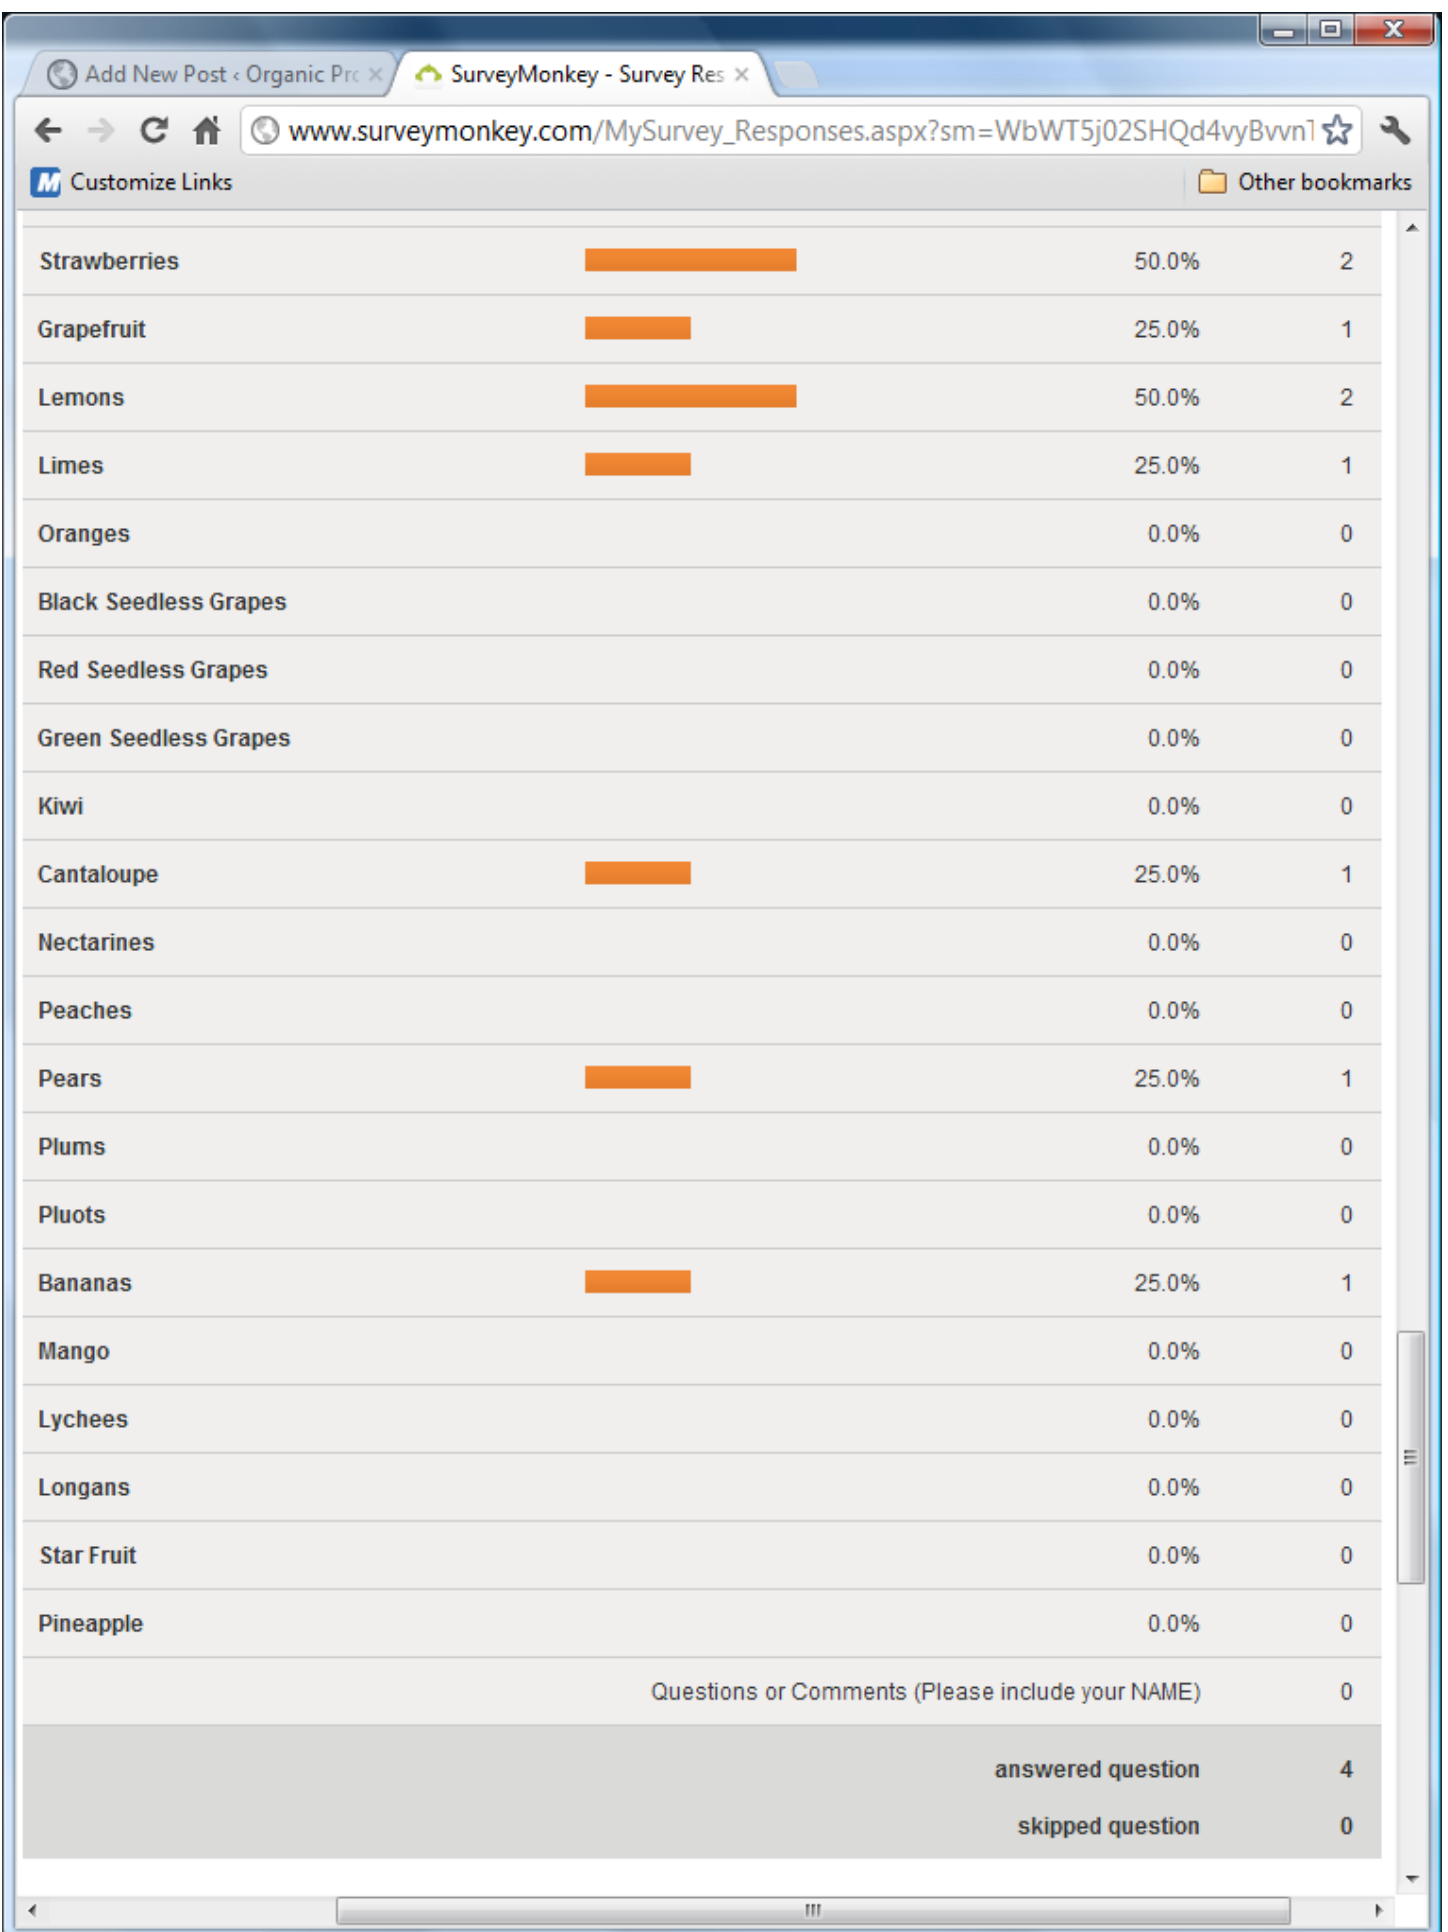 Add New Post ‹ Organic Pro
SurveyMonkey - Survey Res
www.surveymonkey.com/MySurvey_Responses.aspx?sm=WbWT5j02SHQd4vyBvvnT
Customize Links
Other bookmarks
Strawberries 50.0% 2
Grapefruit 25.0% 1
Lemons 50.0% 2
Limes 25.0% 1
Oranges 0.0% 0
Black Seedless Grapes 0.0% 0
Red Seedless Grapes 0.0% 0
Green Seedless Grapes 0.0% 0
Kiwi 0.0% 0
Cantaloupe 25.0% 1
Nectarines 0.0% 0
Peaches 0.0% 0
Pears 25.0% 1
Plums 0.0% 0
Pluots 0.0% 0
Bananas 25.0% 1
Mango 0.0% 0
Lychees 0.0% 0
Longans 0.0% 0
Star Fruit 0.0% 0
Pineapple 0.0% 0
Questions or Comments (Please include your NAME) 0
answered question 4
skipped question 0